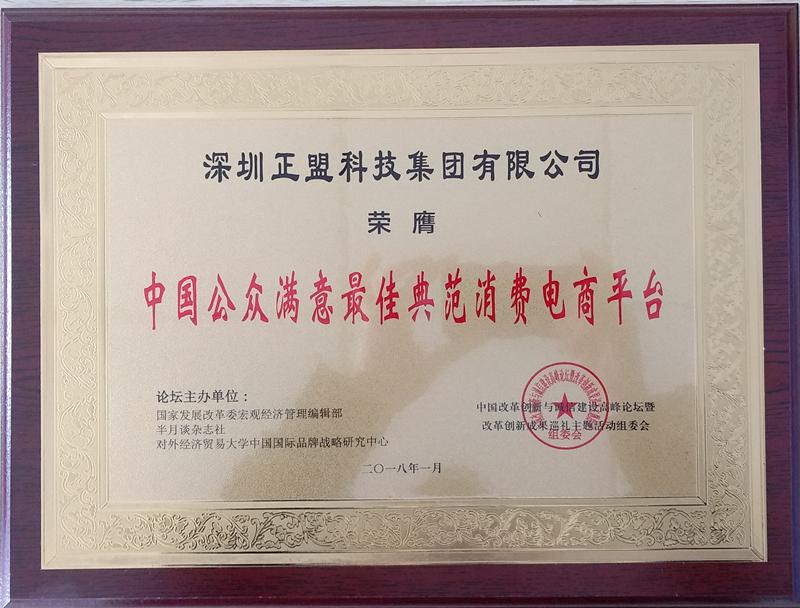 深圳正盟科技集团有限公司
荣膺
中国公众满意最佳典范消费电商平台
论坛主办单位：
国家发展改革委宏观经济管理编辑部
半月谈杂志社
对外经济贸易大学中国国际品牌战略研究中心
中国改革创新与诚信建设高峰论坛暨
改革创新成果巡礼主题活动组委会
组委会
二〇一八年一月